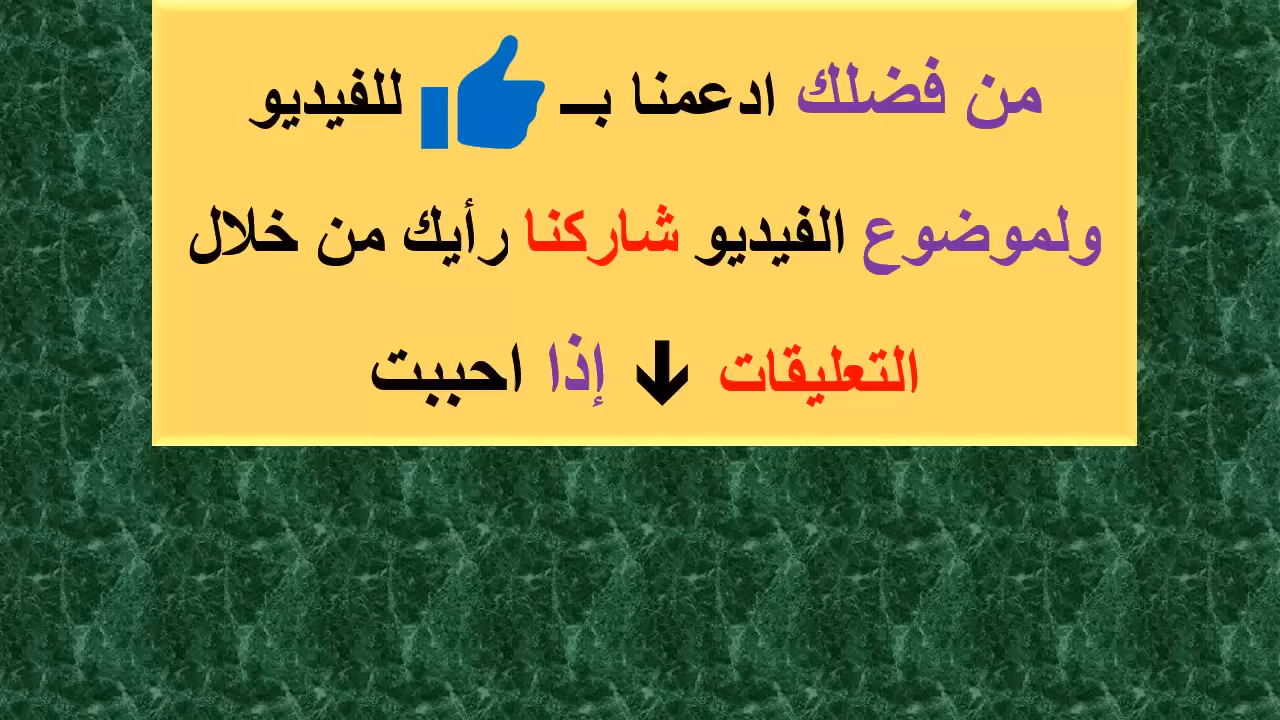 من فضلك ادعمنا بـ 👍 للفيديو
ولموضوع الفيديو شاركنا رأيك من خلال
التعليقات ↓ إذا احببت